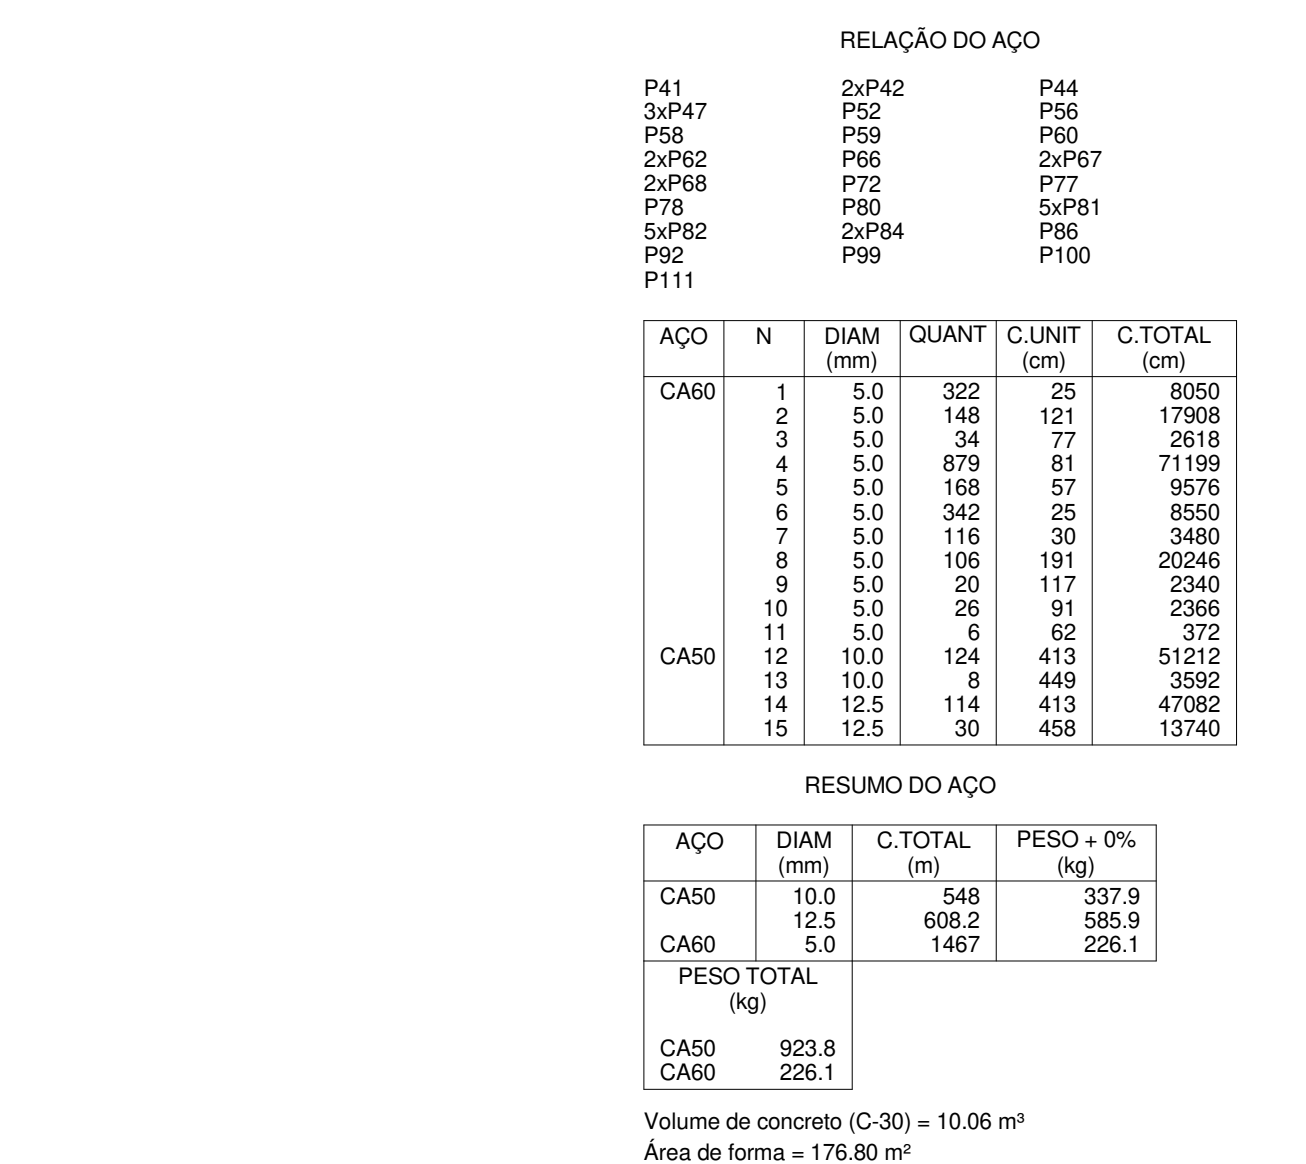 RELAÇÃO DO AÇO
P41 2xP42 P44
3xP47 P52 P56
P58 P59 P60
2xP62 P66 2xP67
2xP68 P72 P77
P78 P80 5xP81
5xP82 2xP84 P86
P92 P99 P100
P111
AÇO N DIAM QUANT C.UNIT C.TOTAL
(mm) (cm) (cm)
CA60 1 5.0 322 25 8050
2 5.0 148 121 17908
3 5.0 34 77 2618
4 5.0 879 81 71199
5 5.0 168 57 9576
6 5.0 342 25 8550
7 5.0 116 30 3480
8 5.0 106 191 20246
9 5.0 20 117 2340
10 5.0 26 91 2366
11 5.0 6 62 372
CA50 12 10.0 124 413 51212
13 10.0 8 449 3592
14 12.5 114 413 47082
15 12.5 30 458 13740
RESUMO DO AÇO
AÇO DIAM C.TOTAL PESO + 0%
(mm) (m) (kg)
CA50 10.0 548 337.9
12.5 608.2 585.9
CA60 5.0 1467 226.1
PESO TOTAL
(kg)
CA50 923.8
CA60 226.1
Volume de concreto (C-30) = 10.06 m³
Área de forma = 176.80 m²